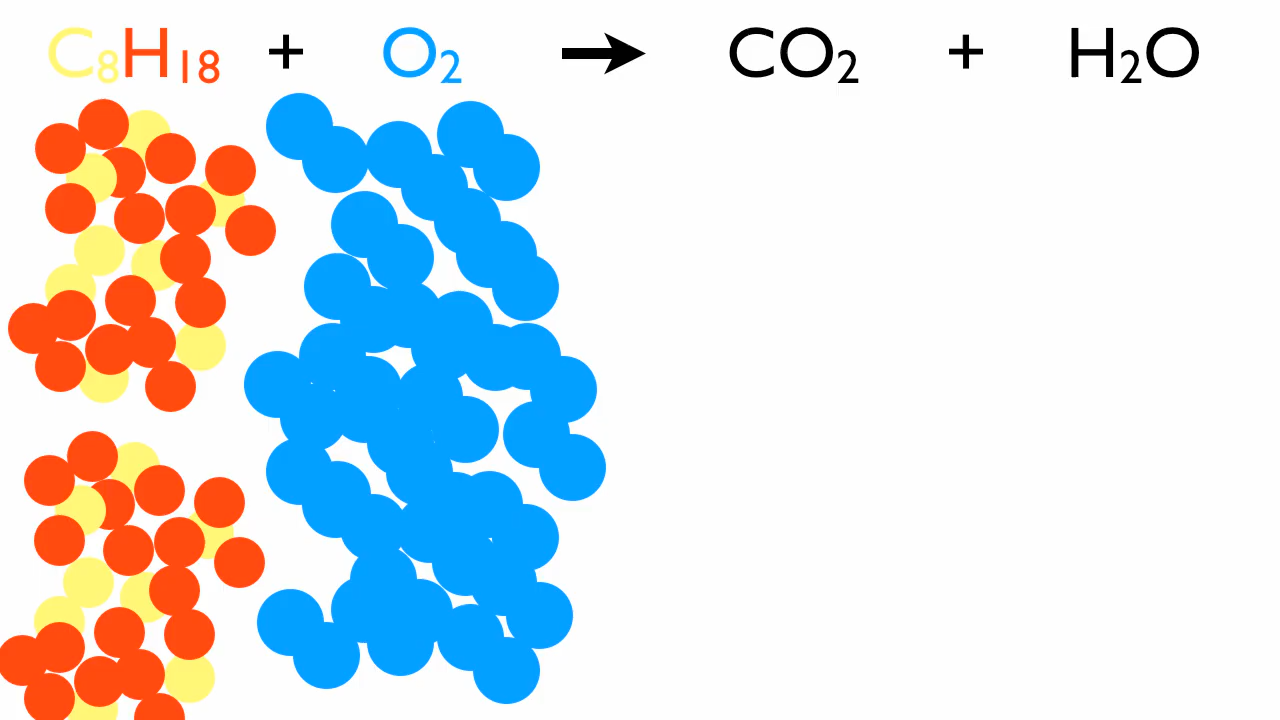 C₈H₁₈ + O₂ → CO₂ + H₂O